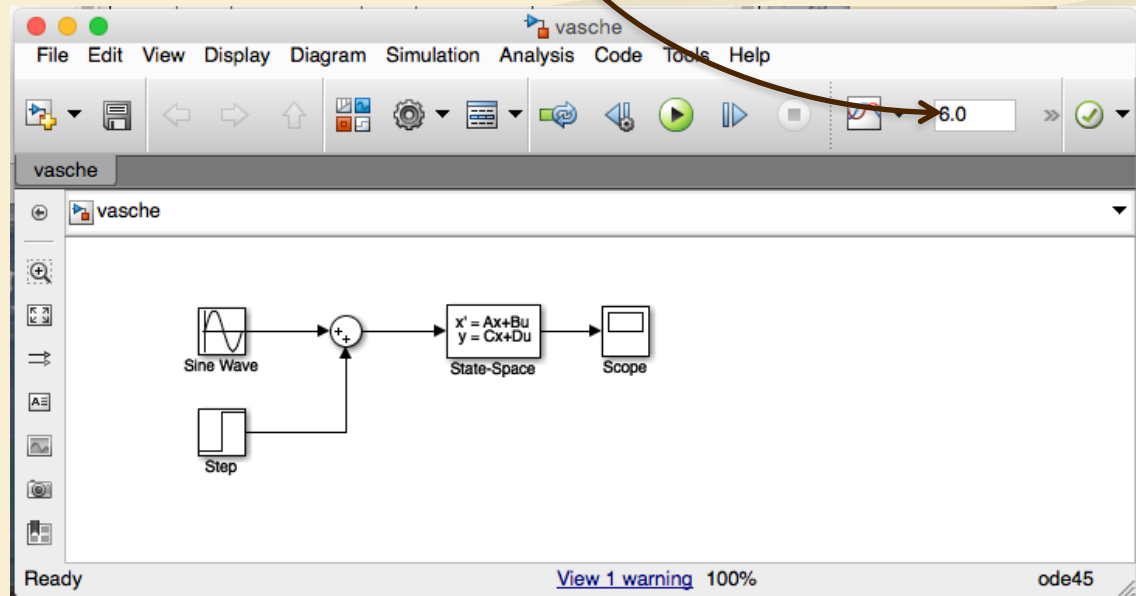 vasche
File Edit View Display Diagram Simulation Analysis Code Tools Help
6.0
vasche
vasche
Sine Wave
++
x' = Ax+Bu
y = Cx+Du
State-Space
Scope
Step
Ready View 1 warning 100% ode45